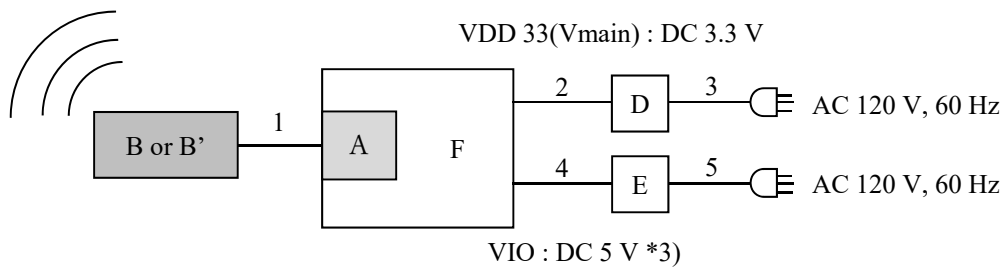 VDD 33(Vmain) : DC 3.3 V
2 D 3 AC 120 V, 60 Hz
B or B’ 1 A F
4 E 5 AC 120 V, 60 Hz
VIO : DC 5 V *3)